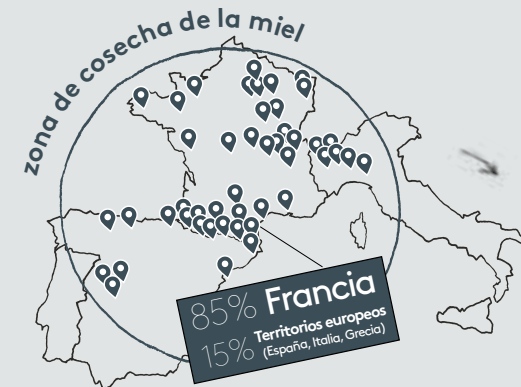 zona de cosecha de la miel
85% Francia
15% Territorios europeos
(España, Italia, Grecia)